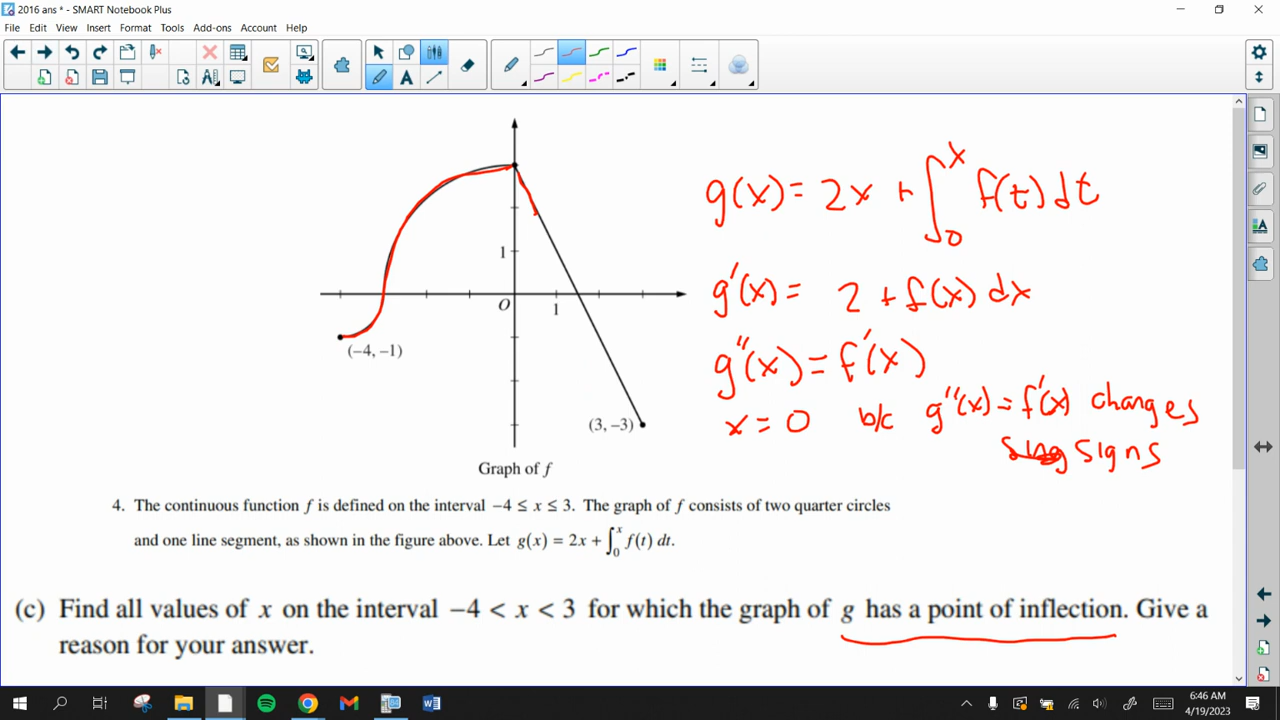 2016 ans * - SMART Notebook Plus
File Edit View Insert Format Tools Add-ons Account Help
1
O
1
(−4, −1)
(3, −3)
Graph of f
g(x) = 2x + ∫₀ˣ f(t) dt
g'(x) = 2 + f(x) dx
g''(x) = f'(x)
x = 0 b/c g''(x) = f'(x) changes
signs
4. The continuous function f is defined on the interval −4 ≤ x ≤ 3. The graph of f consists of two quarter circles
and one line segment, as shown in the figure above. Let g(x) = 2x + ∫₀ˣ f(t) dt.
(c) Find all values of x on the interval −4 < x < 3 for which the graph of g has a point of inflection. Give a
reason for your answer.
6:46 AM
4/19/2023